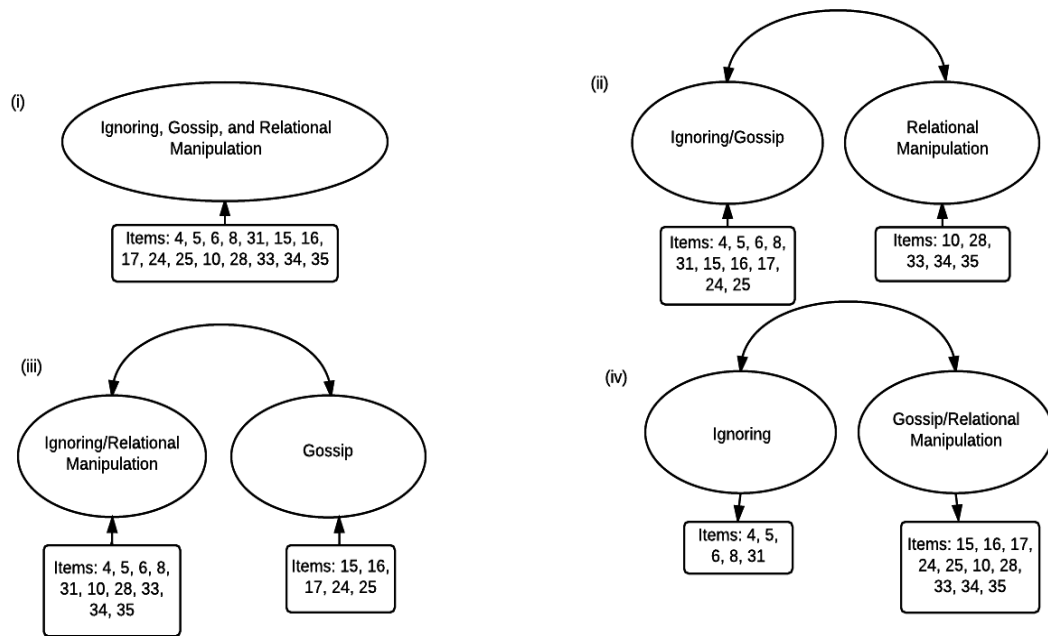 (i)
Ignoring, Gossip, and Relational
Manipulation
Items: 4, 5, 6, 8, 31, 15, 16,
17, 24, 25, 10, 28, 33, 34, 35
(ii)
Ignoring/Gossip
Relational
Manipulation
Items: 4, 5, 6, 8,
31, 15, 16, 17,
24, 25
Items: 10, 28,
33, 34, 35
(iii)
Ignoring/Relational
Manipulation
Gossip
Items: 4, 5, 6, 8,
31, 10, 28, 33,
34, 35
Items: 15, 16,
17, 24, 25
(iv)
Ignoring
Gossip/Relational
Manipulation
Items: 4, 5,
6, 8, 31
Items: 15, 16, 17,
24, 25, 10, 28,
33, 34, 35